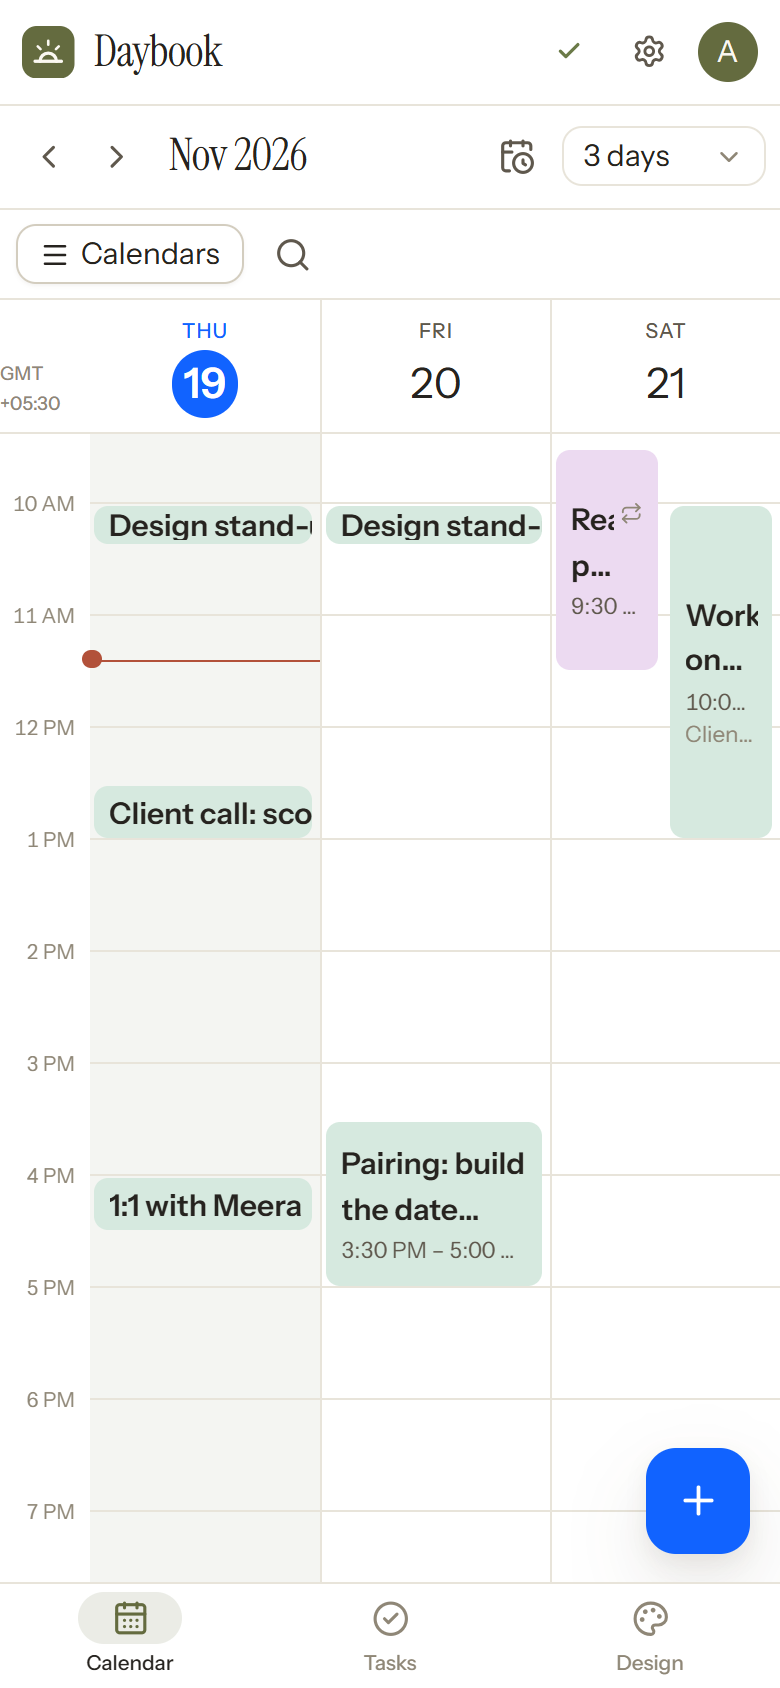 Daybook
A
Nov 2026
3 days
Calendars
GMT
+05:30
THU
19
FRI
20
SAT
21
10 AM
11 AM
12 PM
1 PM
2 PM
3 PM
4 PM
5 PM
6 PM
7 PM
Design stand-
Client call: sco
1:1 with Meera
Design stand-
Pairing: build
the date...
3:30 PM – 5:00 ...
Rea
p...
9:30 ...
Work
on...
10:0...
Clien...
Calendar
Tasks
Design